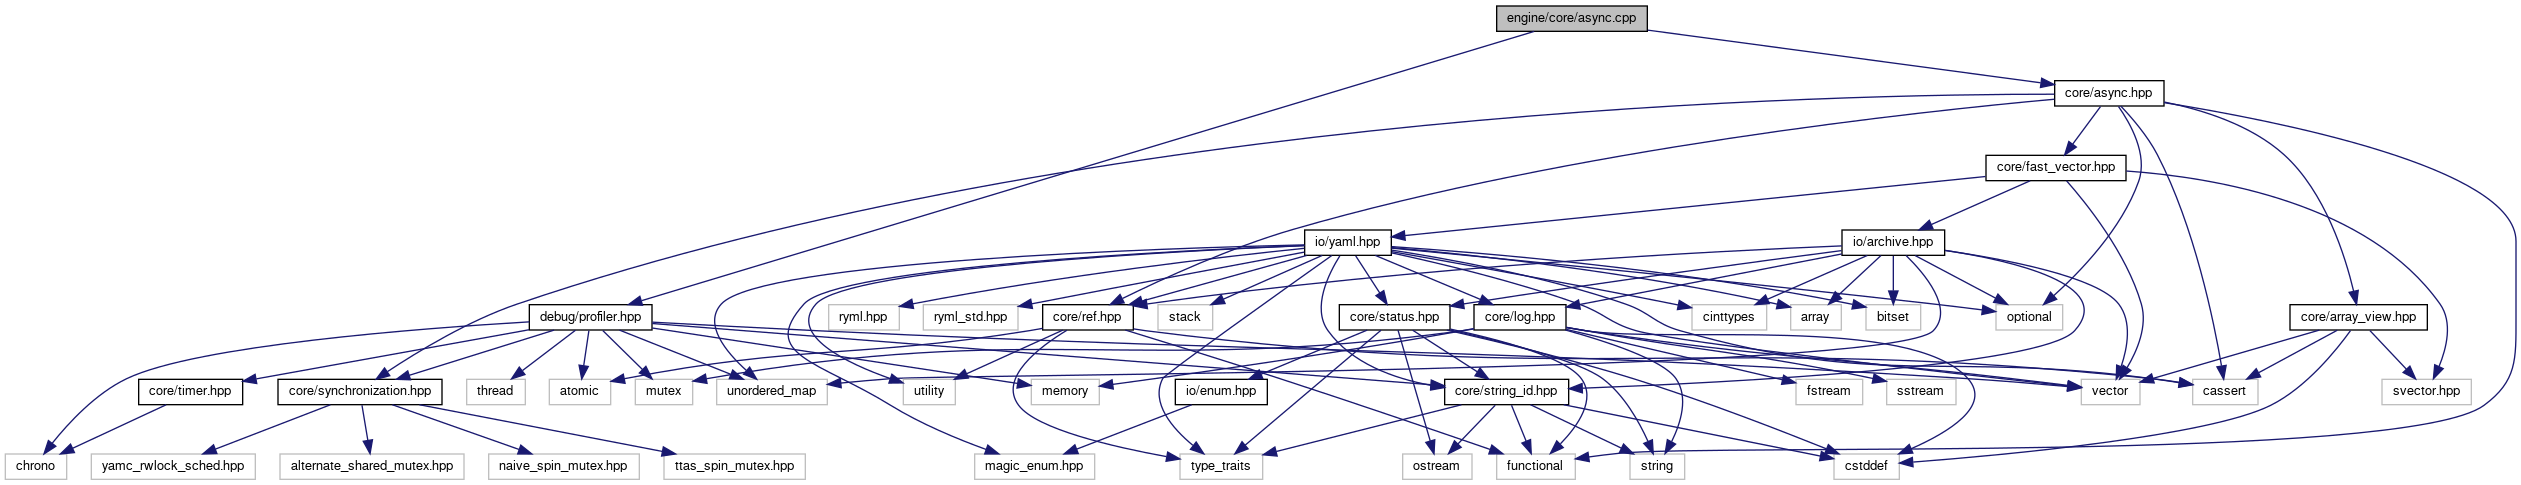 engine/core/async.cpp
core/async.hpp
core/fast_vector.hpp
io/yaml.hpp
io/archive.hpp
debug/profiler.hpp
ryml.hpp
ryml_std.hpp
core/ref.hpp
stack
core/status.hpp
core/log.hpp
cinttypes
array
bitset
optional
core/array_view.hpp
core/timer.hpp
core/synchronization.hpp
thread
atomic
mutex
unordered_map
utility
memory
io/enum.hpp
core/string_id.hpp
fstream
sstream
vector
cassert
svector.hpp
chrono
yamc_rwlock_sched.hpp
alternate_shared_mutex.hpp
naive_spin_mutex.hpp
ttas_spin_mutex.hpp
magic_enum.hpp
type_traits
ostream
functional
string
cstddef